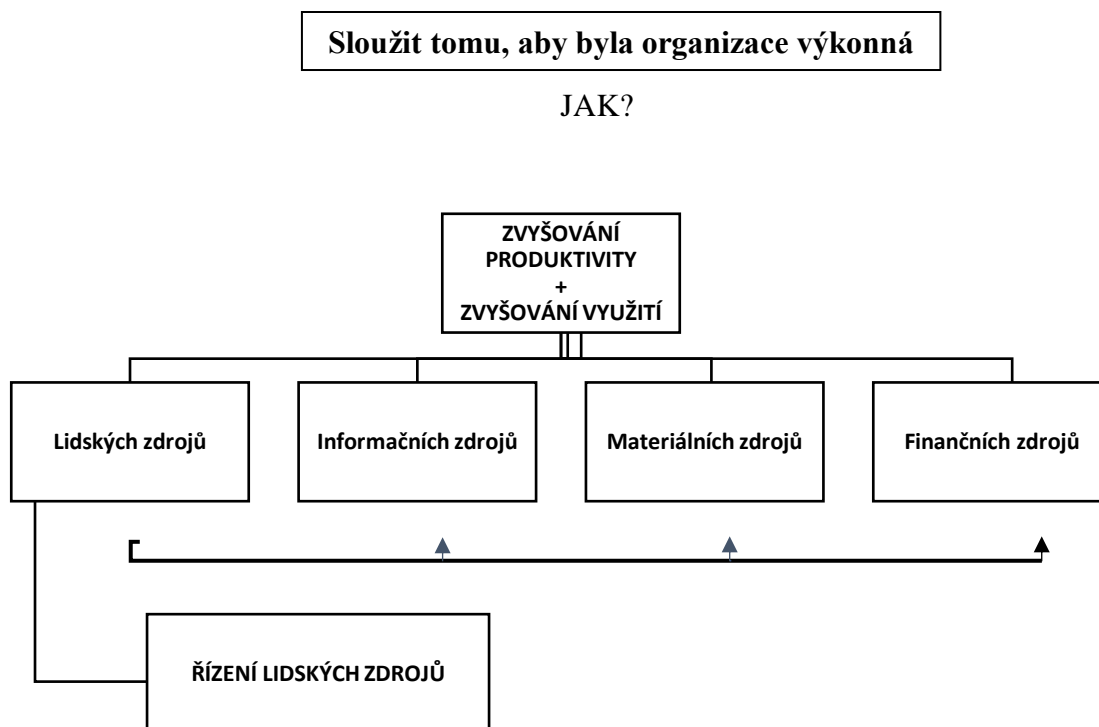 Sloužit tomu, aby byla organizace výkonná
JAK?
ZVYŠOVÁNÍ
PRODUKTIVITY
+
ZVYŠOVÁNÍ VYUŽITÍ
Lidských zdrojů
Informačních zdrojů
Materiálních zdrojů
Finančních zdrojů
ŘÍZENÍ LIDSKÝCH ZDROJŮ